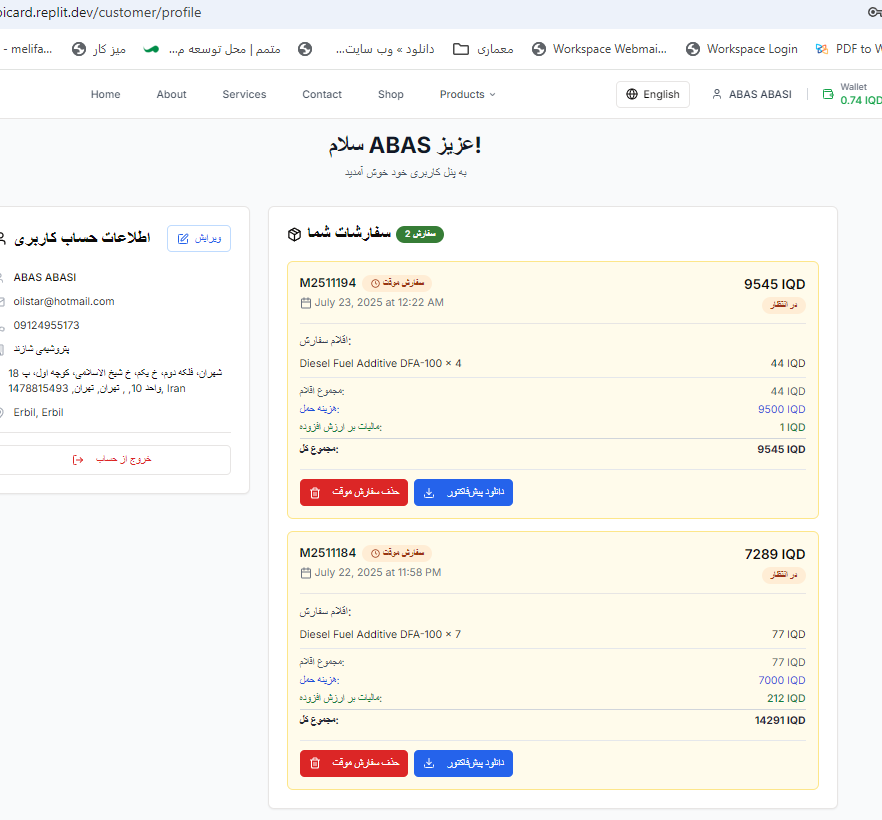 picard.replit.dev/customer/profile
- melifa... میز کار متمم | محل توسعه م... دانلود » وب سایت... معماری Workspace Webmai... Workspace Login PDF to W
Home About Services Contact Shop Products English ABAS ABASI Wallet
0.74 IQD
سلام ABAS عزیز!
به پنل کاربری خود خوش آمدید
اطلاعات حساب کاربری ویرایش
ABAS ABASI
oilstar@hotmail.com
09124955173
پتروشیمی شازند
شهران، فلکه دوم، خ یکم، خ شیخ الاسلامی، کوچه اول، پ 18
واحد 10, , تهران, تهران, 1478815493, Iran
Erbil, Erbil
خروج از حساب
سفارشات شما 2 سفارش
M2511194 سفارش موقت 9545 IQD
July 23, 2025 at 12:22 AM در انتظار
اقلام سفارش:
Diesel Fuel Additive DFA-100 × 4 44 IQD
مجموع اقلام: 44 IQD
هزینه حمل: 9500 IQD
مالیات بر ارزش افزوده: 1 IQD
مجموع کل: 9545 IQD
حذف سفارش موقت دانلود پیش‌فاکتور
M2511184 سفارش موقت 7289 IQD
July 22, 2025 at 11:58 PM در انتظار
اقلام سفارش:
Diesel Fuel Additive DFA-100 × 7 77 IQD
مجموع اقلام: 77 IQD
هزینه حمل: 7000 IQD
مالیات بر ارزش افزوده: 212 IQD
مجموع کل: 14291 IQD
حذف سفارش موقت دانلود پیش‌فاکتور